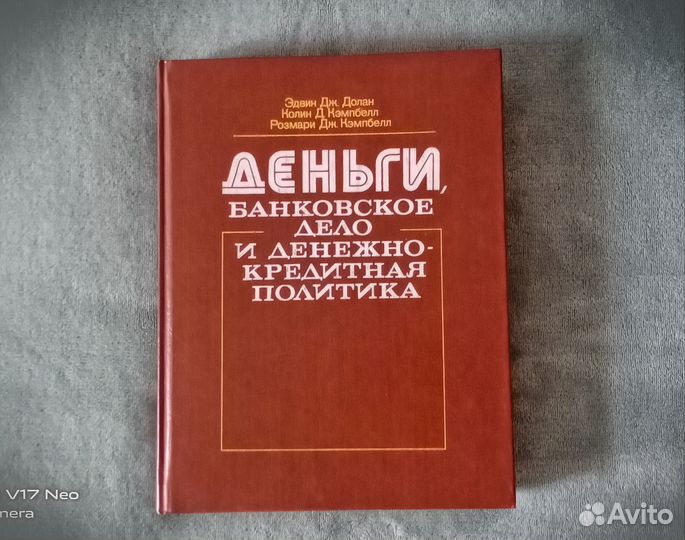 Эдвин Дж. Долан
Колин Д. Кэмпбелл
Розмари Дж. Кэмпбелл
ДЕНЬГИ,
БАНКОВСКОЕ
ДЕЛО
И ДЕНЕЖНО-
КРЕДИТНАЯ
ПОЛИТИКА
V17 Neo
nera
Avito